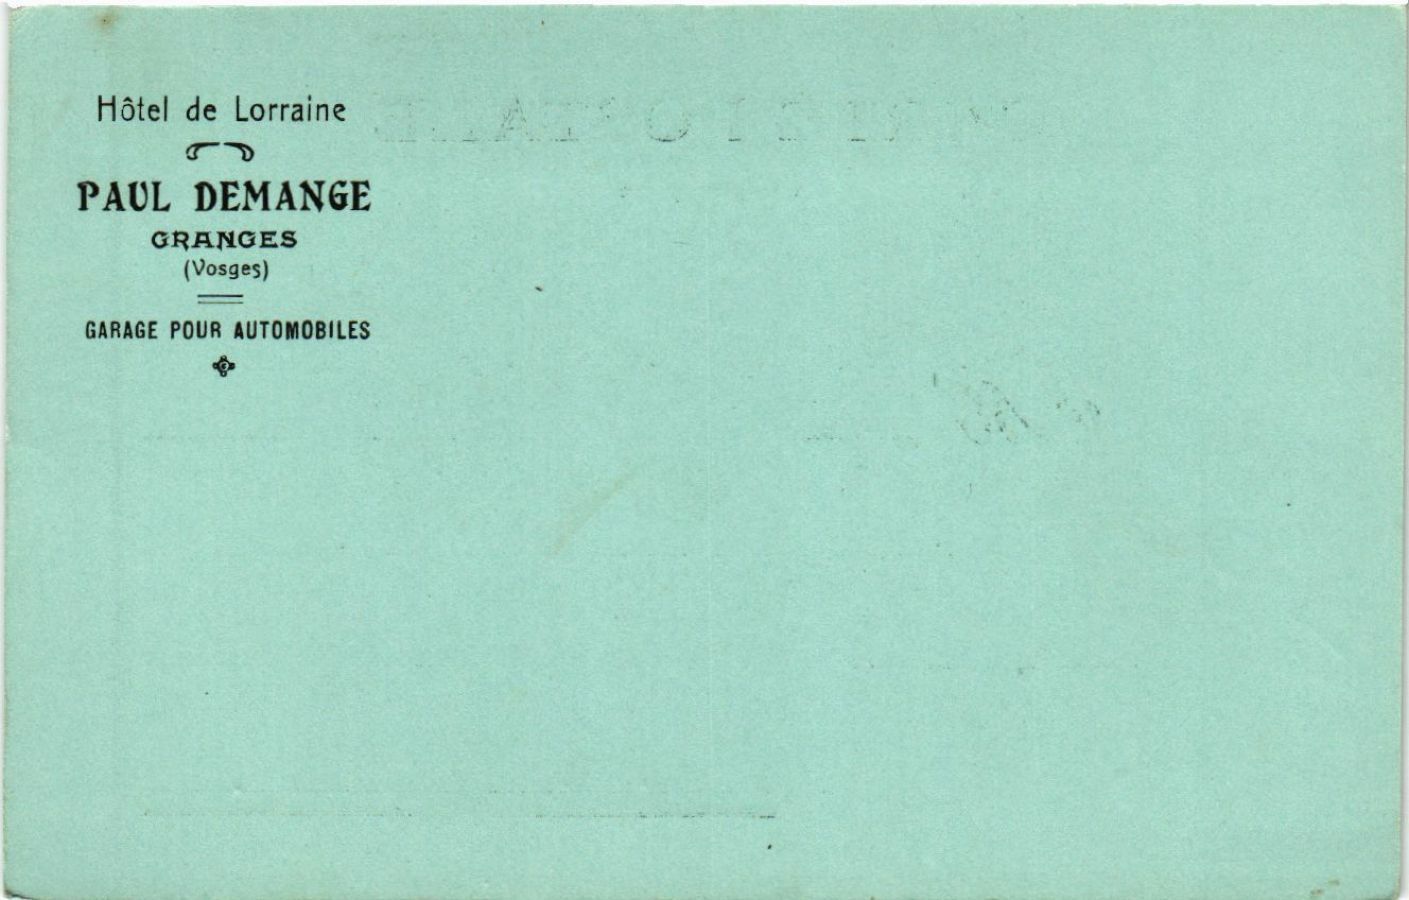 Hôtel de Lorraine
PAUL DEMANGE
GRANGES
(Vosges)
GARAGE POUR AUTOMOBILES